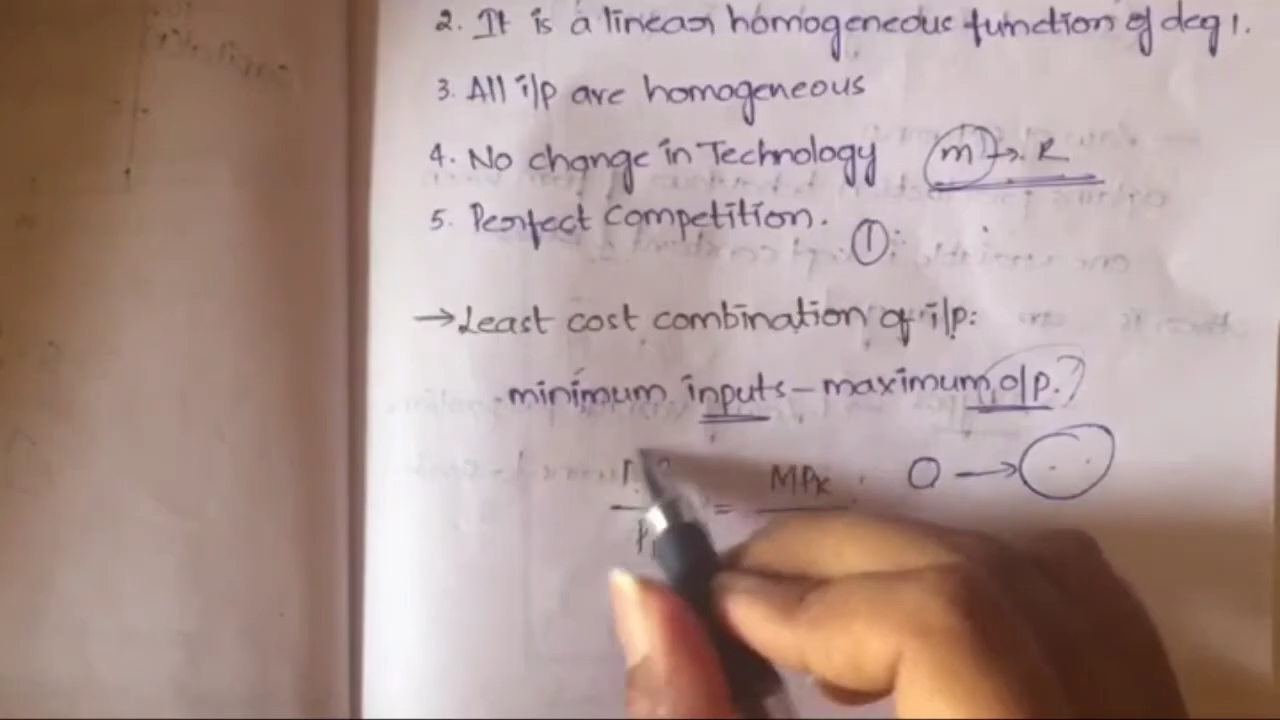 2. It is a linear homogeneous function of deg 1.
3. All i/p are homogeneous
4. No change in Technology m → R
5. Perfect Competition.
①
→ Least cost combination of i/p:
minimum inputs - maximum o/p.?
= MPk
O → O